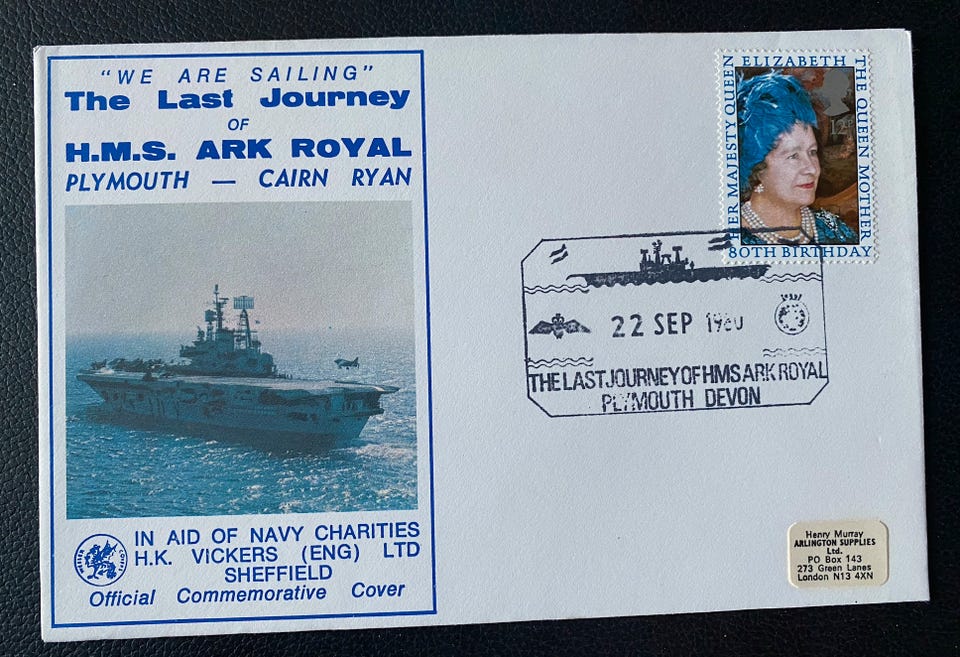 "WE ARE SAILING"
The Last Journey
OF
H.M.S. ARK ROYAL
PLYMOUTH — CAIRN RYAN
IN AID OF NAVY CHARITIES
H.K. VICKERS (ENG) LTD
SHEFFIELD
Official Commemorative Cover
HER MAJESTY QUEEN
ELIZABETH
THE QUEEN MOTHER
80TH BIRTHDAY
12P
22 SEP 1980
THE LAST JOURNEY OF HMS ARK ROYAL
PLYMOUTH DEVON
Henry Murray
ARLINGTON SUPPLIES
Ltd.
PO Box 143
273 Green Lanes
London N13 4XN